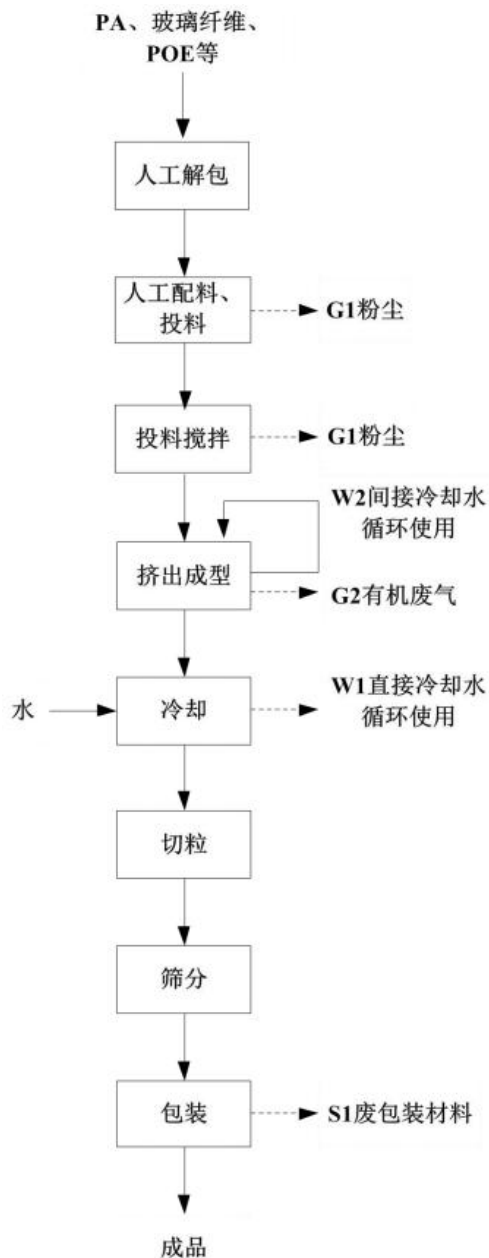 PA、玻璃纤维、
POE等
人工解包
人工配料、
投料
G1粉尘
投料搅拌
G1粉尘
W2间接冷却水
循环使用
挤出成型
G2有机废气
水
冷却
W1直接冷却水
循环使用
切粒
筛分
包装
S1废包装材料
成品